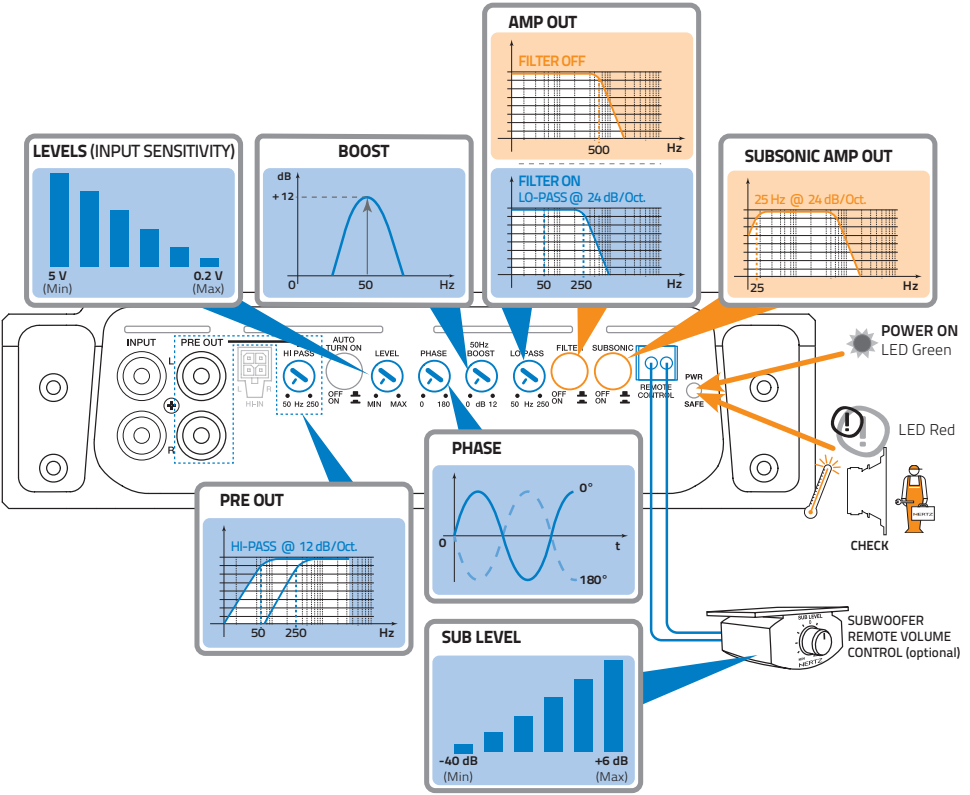 AMP OUT
FILTER OFF
500 Hz
FILTER ON
LO-PASS @ 24 dB/Oct.
50 250 Hz
LEVELS (INPUT SENSITIVITY)
5 V 0.2 V
(Min) (Max)
BOOST
dB
+12
0 50 Hz
SUBSONIC AMP OUT
25 Hz @ 24 dB/Oct.
25 Hz
INPUT PRE OUT
L
R
L R
HI-IN
HI PASS
50 Hz 250
AUTO
TURN ON
OFF
ON
LEVEL
MIN MAX
PHASE
0 180
50Hz
BOOST
0 dB 12
LO PASS
50 Hz 250
FILTER
OFF
ON
SUBSONIC
OFF
ON
REMOTE
CONTROL
PWR
SAFE
POWER ON
LED Green
LED Red
HERTZ
CHECK
PRE OUT
HI-PASS @ 12 dB/Oct.
50 250 Hz
PHASE
0°
0 t
180°
SUB LEVEL
-40 dB +6 dB
(Min) (Max)
SUB LEVEL
HERTZ
SUBWOOFER
REMOTE VOLUME
CONTROL (optional)